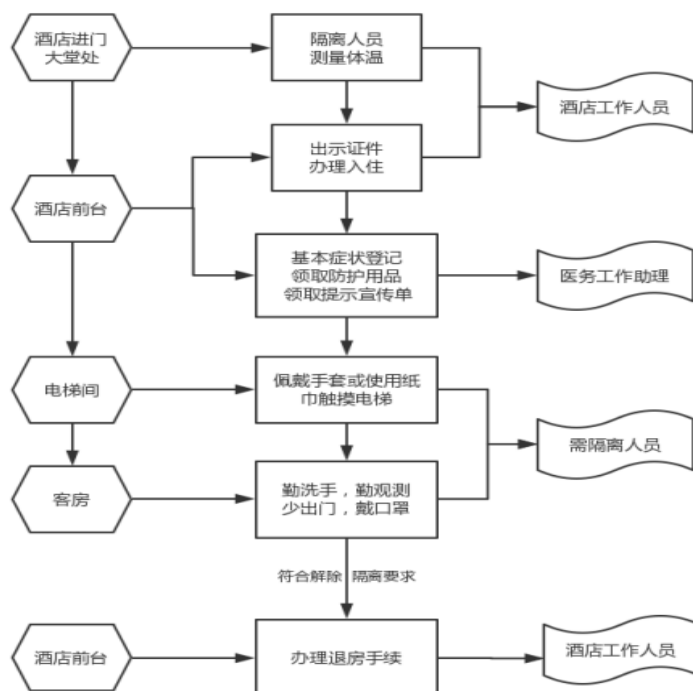 酒店进门
大堂处
隔离人员
测量体温
酒店工作人员
出示证件
办理入住
酒店前台
基本症状登记
领取防护用品
领取提示宣传单
医务工作助理
电梯间
佩戴手套或使用纸
巾触摸电梯
需隔离人员
客房
勤洗手，勤观测
少出门，戴口罩
符合解除 隔离要求
酒店前台
办理退房手续
酒店工作人员